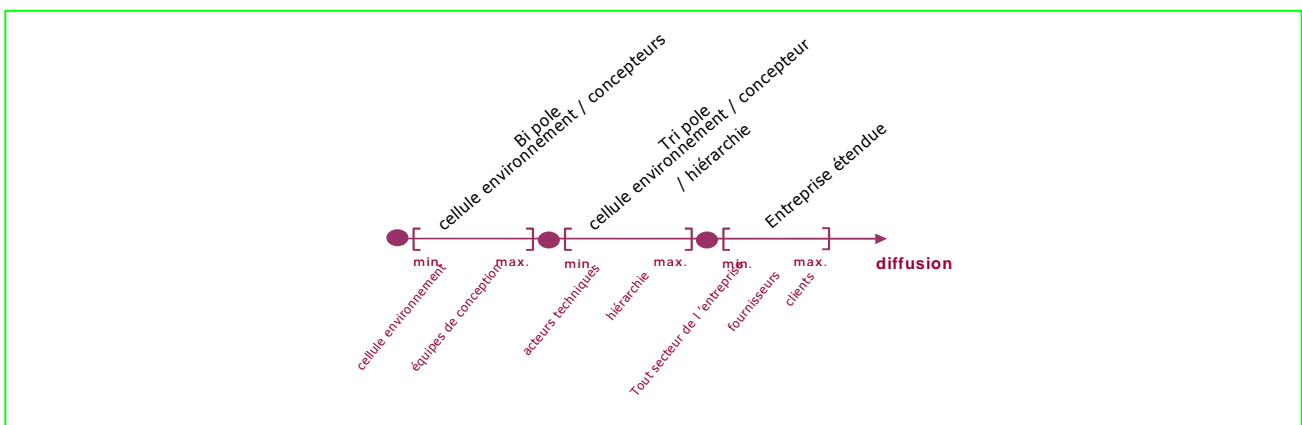 Bi pole
cellule environnement / concepteurs
Tri pole
cellule environnement / concepteur
/ hiérarchie
Entreprise étendue
min.
max.
min.
max.
min.
max.
diffusion
cellule environnement
équipes de conception
acteurs techniques
hiérarchie
Tout secteur de l 'entreprise
fournisseurs
clients